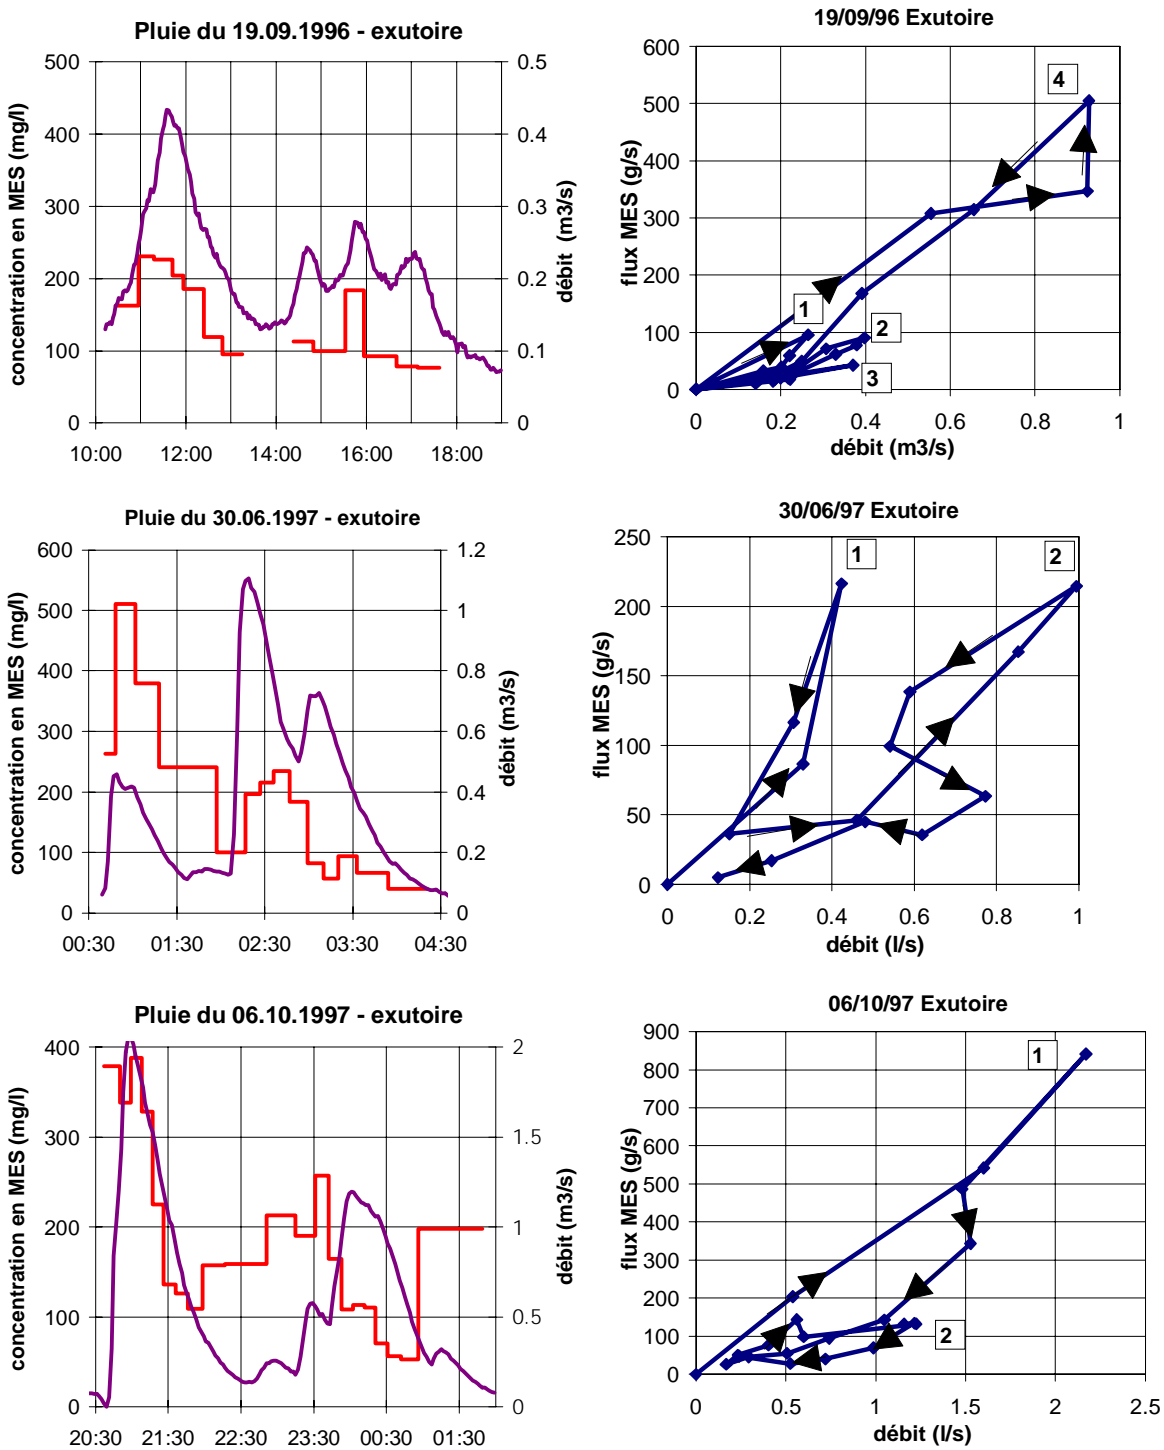 Pluie du 19.09.1996 - exutoire
concentration en MES (mg/l)
500
400
300
200
100
0
0.5
0.4
0.3
0.2
0.1
0
débit (m3/s)
10:00 12:00 14:00 16:00 18:00
19/09/96 Exutoire
flux MES (g/s)
600
500
400
300
200
100
0
4
1
2
3
0 0.2 0.4 0.6 0.8 1
débit (m3/s)
Pluie du 30.06.1997 - exutoire
concentration en MES (mg/l)
600
500
400
300
200
100
0
1.2
1
0.8
0.6
0.4
0.2
0
débit (m3/s)
00:30 01:30 02:30 03:30 04:30
30/06/97 Exutoire
flux MES (g/s)
250
200
150
100
50
0
1
2
0 0.2 0.4 0.6 0.8 1
débit (l/s)
Pluie du 06.10.1997 - exutoire
concentration en MES (mg/l)
400
300
200
100
0
2
1.5
1
0.5
0
débit (m3/s)
20:30 21:30 22:30 23:30 00:30 01:30
06/10/97 Exutoire
flux MES (g/s)
900
800
700
600
500
400
300
200
100
0
1
2
0 0.5 1 1.5 2 2.5
débit (l/s)